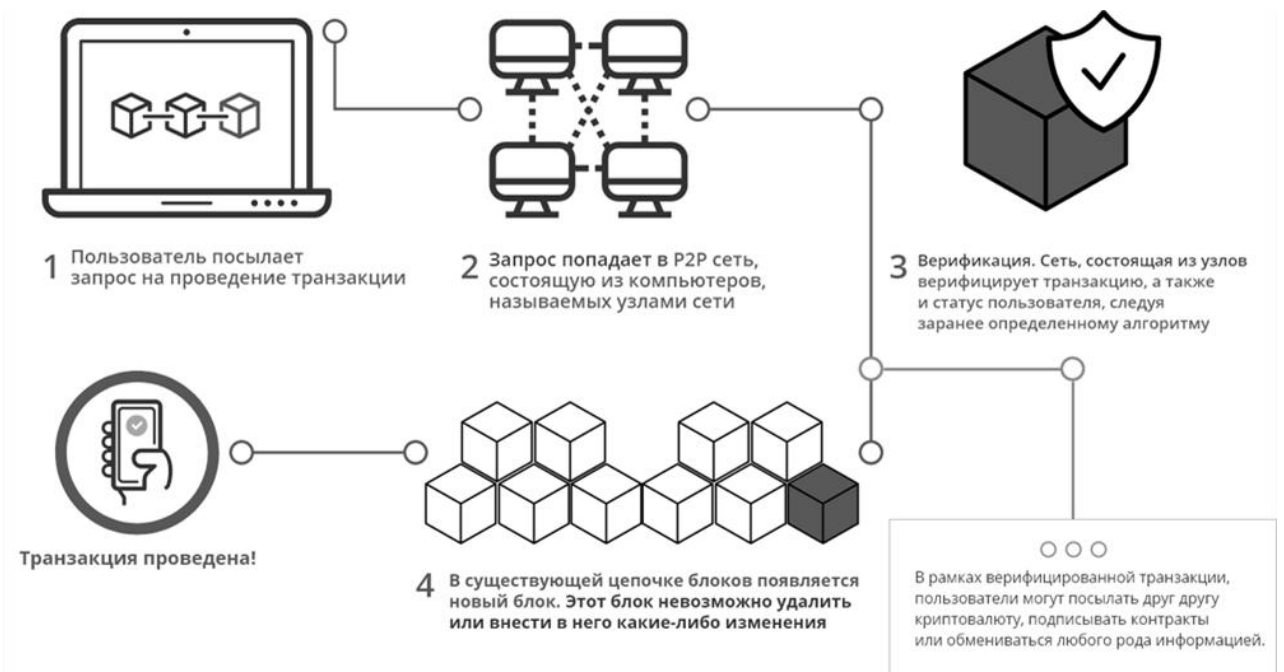 1 Пользователь посылает
запрос на проведение транзакции
2 Запрос попадает в P2P сеть,
состоящую из компьютеров,
называемых узлами сети
3 Верификация. Сеть, состоящая из узлов
верифицирует транзакцию, а также
и статус пользователя, следуя
заранее определенному алгоритму
Транзакция проведена!
4 В существующей цепочке блоков появляется
новый блок. Этот блок невозможно удалить
или внести в него какие-либо изменения
В рамках верифицированной транзакции,
пользователи могут посылать друг другу
криптовалюту, подписывать контракты
или обмениваться любого рода информацией.